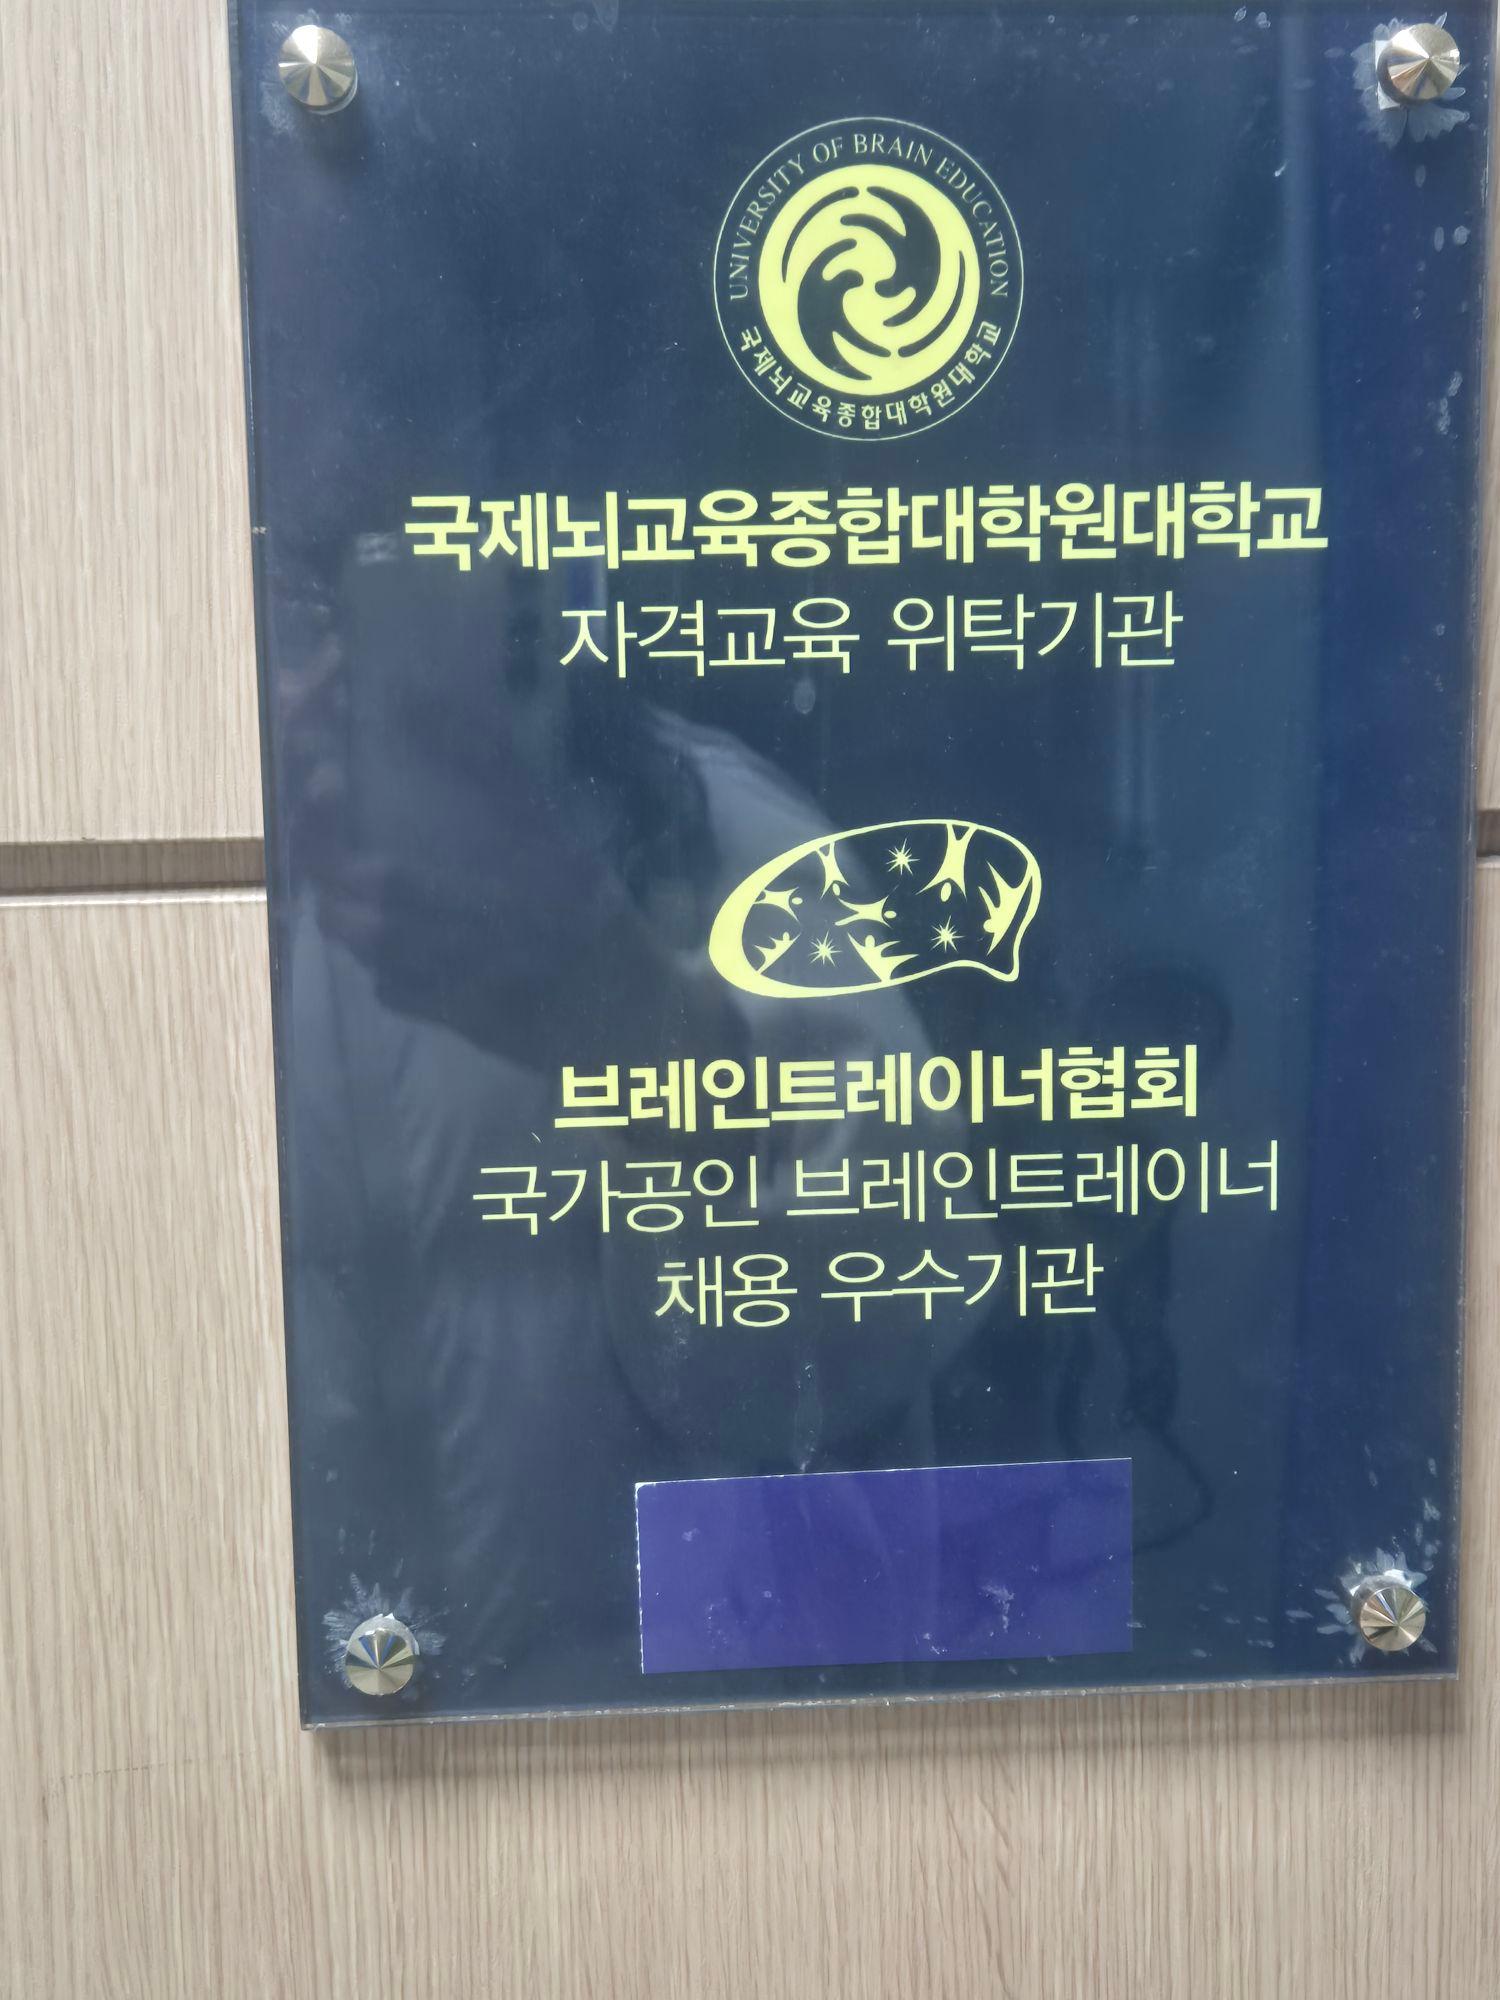 UNIVERSITY OF BRAIN EDUCATION
국제뇌교육종합대학원대학교
국제뇌교육종합대학원대학교
자격교육 위탁기관
브레인트레이너협회
국가공인 브레인트레이너
채용 우수기관